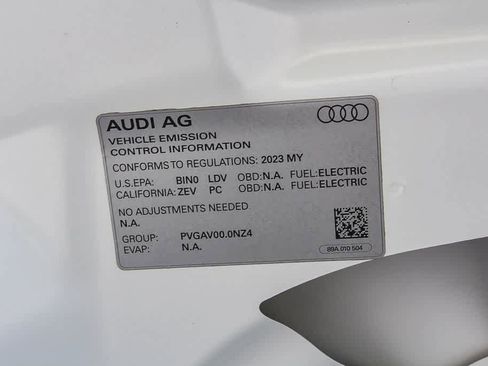 AUDI AG
VEHICLE EMISSION
CONTROL INFORMATION
CONFORMS TO REGULATIONS: 2023 MY
U.S.EPA: BIN0 LDV OBD:N.A. FUEL:ELECTRIC
CALIFORNIA: ZEV PC OBD:N.A. FUEL:ELECTRIC
NO ADJUSTMENTS NEEDED
N.A.
GROUP: PVGAV00.0NZ4
EVAP: N.A.
89A 010 504